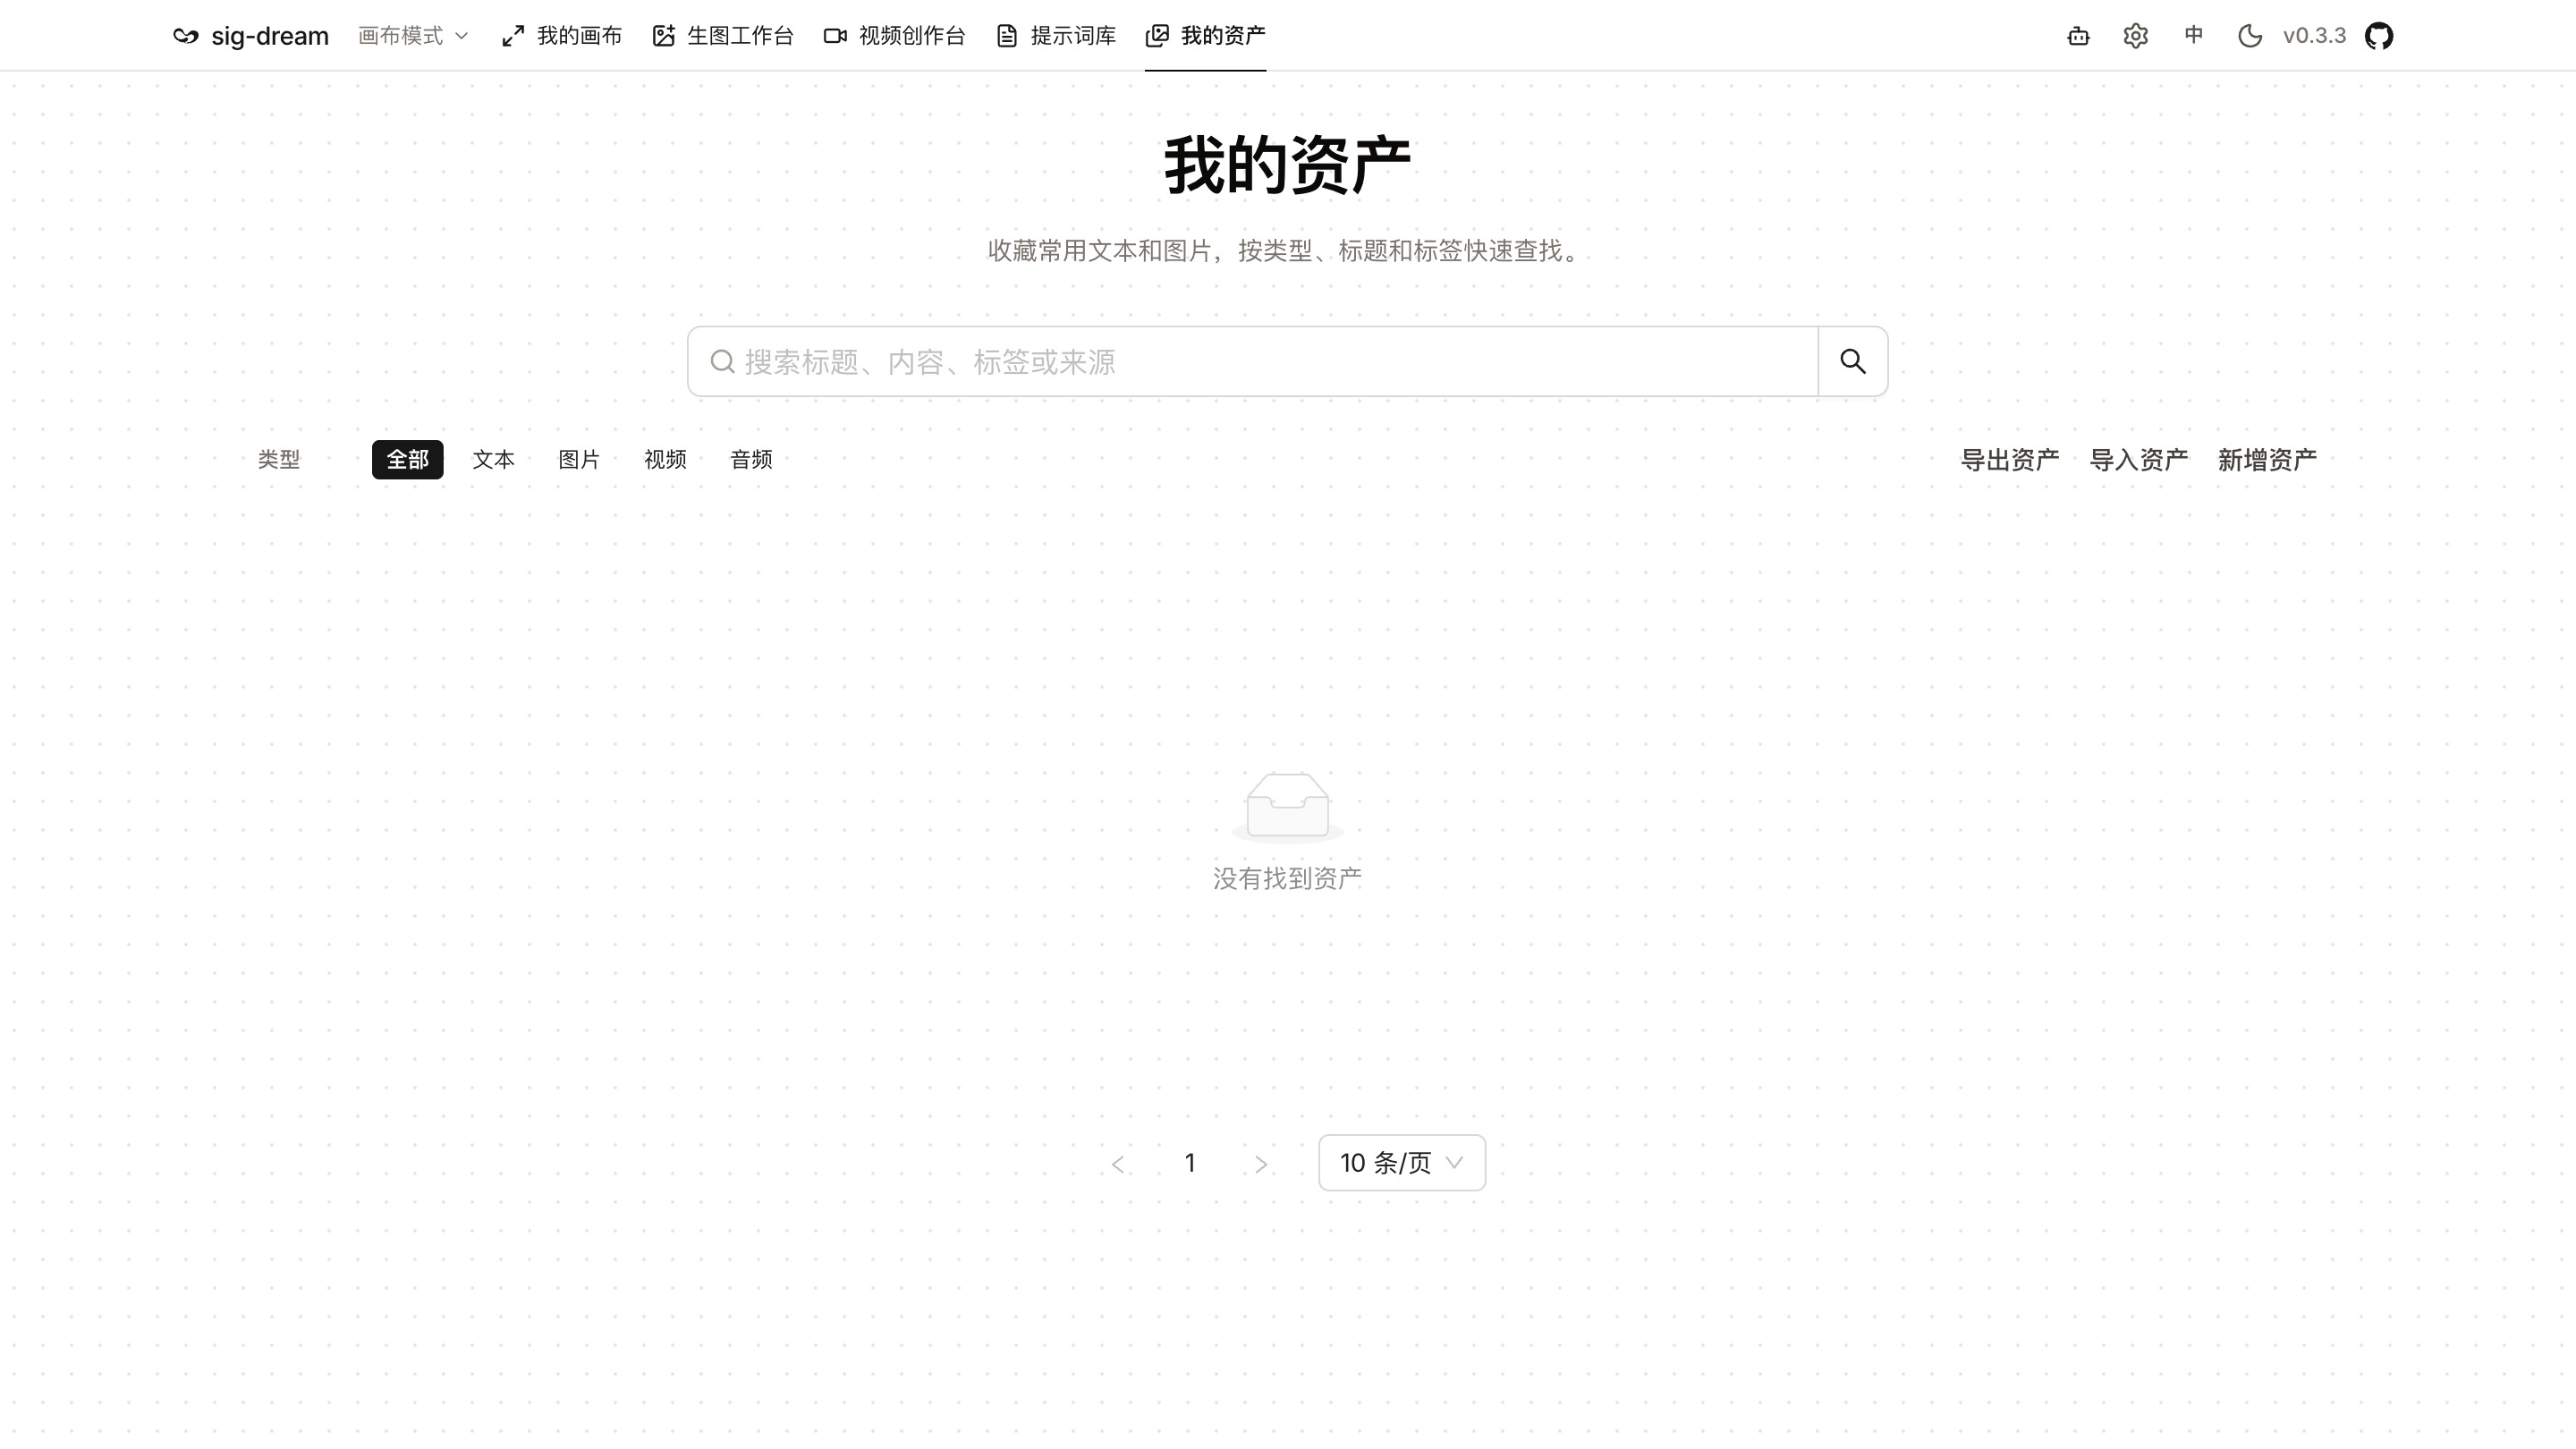 sig-dream 画布模式 我的画布 生图工作台 视频创作台 提示词库 我的资产 中 v0.3.3
我的资产
收藏常用文本和图片，按类型、标题和标签快速查找。
搜索标题、内容、标签或来源
类型 全部 文本 图片 视频 音频 导出资产 导入资产 新增资产
没有找到资产
1 10 条/页